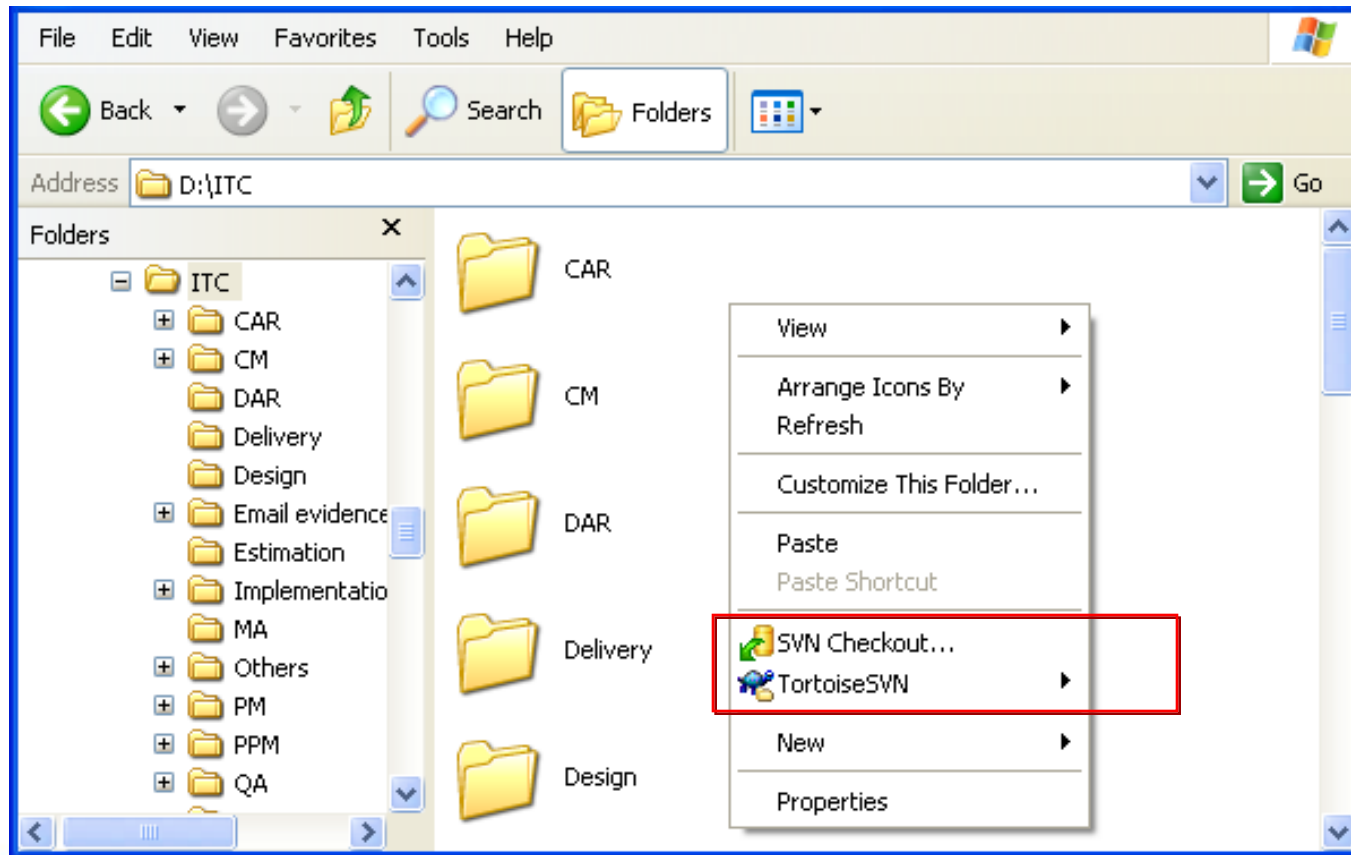 File Edit View Favorites Tools Help
Back Search Folders
Address D:\ITC Go
Folders
ITC
CAR
CM
DAR
Delivery
Design
Email evidence
Estimation
Implementatio
MA
Others
PM
PPM
QA
CAR
CM
DAR
Delivery
Design
View
Arrange Icons By
Refresh
Customize This Folder...
Paste
Paste Shortcut
SVN Checkout...
TortoiseSVN
New
Properties